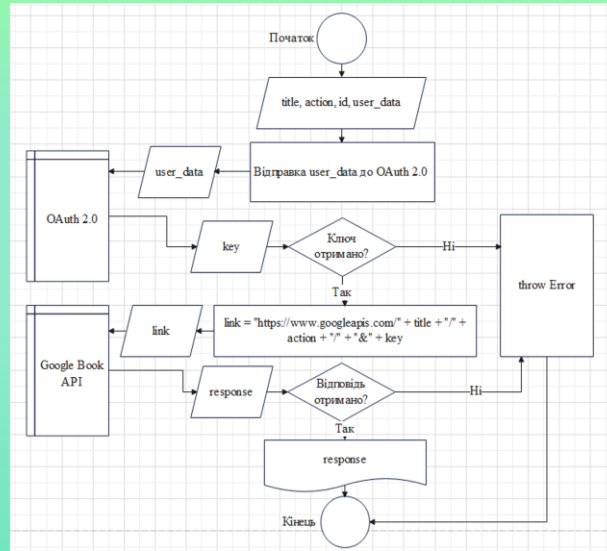 Початок
title, action, id, user_data
Відправка user_data до OAuth 2.0
user_data
OAuth 2.0
key
Ключ
отримано?
Ні
throw Error
Так
link = "https://www.googleapis.com/" + title + "/" +
action + "/" + "&" + key
link
Google Book
API
response
Відповідь
отримано?
Ні
Так
response
Кінець